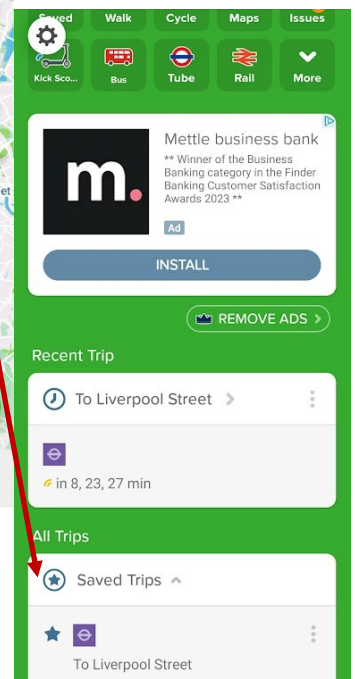 Saved Walk Cycle Maps Issues
Kick Sco... Bus Tube Rail More
Mettle business bank
** Winner of the Business
Banking category in the Finder
Banking Customer Satisfaction
Awards 2023 **
m.
Ad
INSTALL
REMOVE ADS >
Recent Trip
To Liverpool Street >
in 8, 23, 27 min
All Trips
Saved Trips
To Liverpool Street